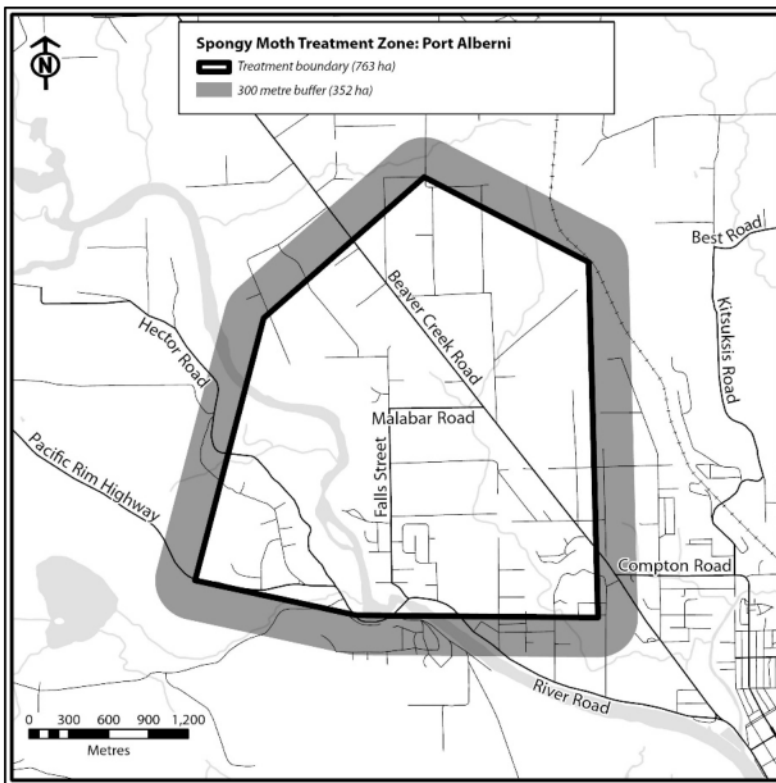 Spongy Moth Treatment Zone: Port Alberni
Treatment boundary (763 ha)
300 metre buffer (352 ha)
N
Best Road
Kitsuksis Road
Beaver Creek Road
Hector Road
Malabar Road
Falls Street
Pacific Rim Highway
Compton Road
River Road
0 300 600 900 1,200
Metres